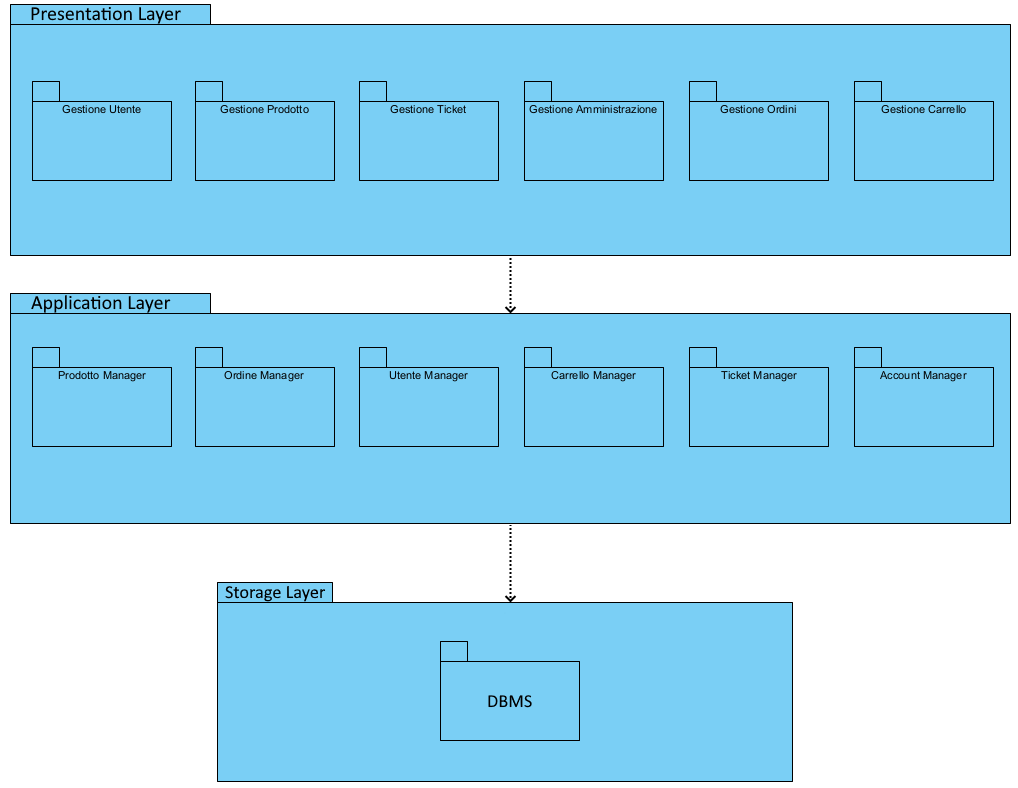 Presentation Layer
Gestione Utente
Gestione Prodotto
Gestione Ticket
Gestione Amministrazione
Gestione Ordini
Gestione Carrello
Application Layer
Prodotto Manager
Ordine Manager
Utente Manager
Carrello Manager
Ticket Manager
Account Manager
Storage Layer
DBMS